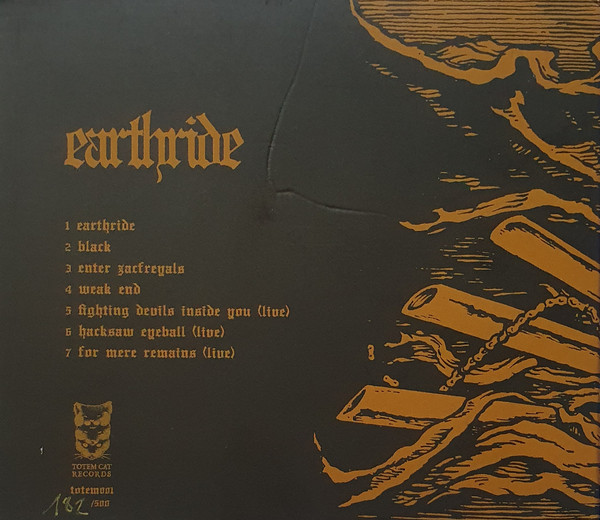 earthride
1 earthride
2 black
3 enter zacfreyals
4 weak end
5 fighting devils inside you (live)
6 hacksaw eyeball (live)
7 for mere remains (live)
TOTEM CAT
RECORDS
totem001
182 /500